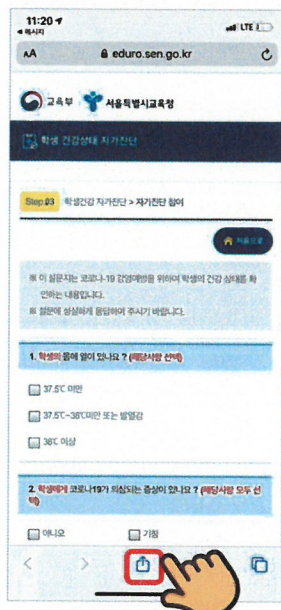 11:20
메시지
LTE
AA
eduro.sen.go.kr
교육부
서울특별시교육청
학생 건강상태 자가진단
Step.03 학생건강 자가진단 > 자가진단 참여
처음으로
※ 이 설문지는 코로나-19 감염예방을 위하여 학생의 건강 상태를 확
인하는 내용입니다.
※ 설문에 성실하게 응답하여 주시기 바랍니다.
1. 학생의 몸에 열이 있나요 ? (해당사항 선택)
37.5℃ 미만
37.5℃~38℃미만 또는 발열감
38℃ 이상
2. 학생에게 코로나19가 의심되는 증상이 있나요 ? (해당사항 모두 선
택)
아니오
기침